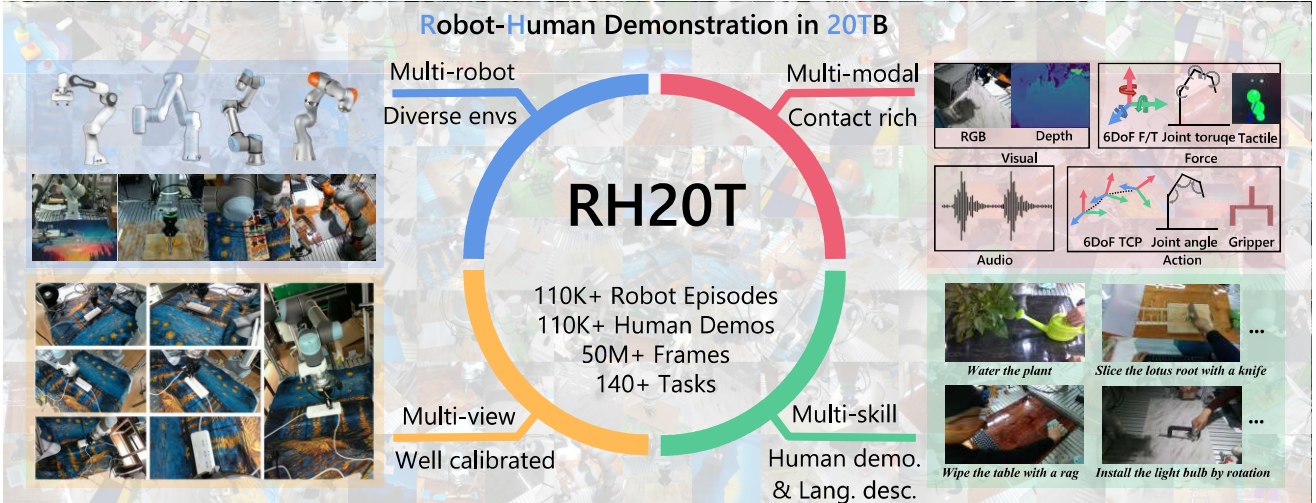 Robot-Human Demonstration in 20TB
Multi-robot
Diverse envs
Multi-modal
Contact rich
RH20T
110K+ Robot Episodes
110K+ Human Demos
50M+ Frames
140+ Tasks
Multi-view
Well calibrated
Multi-skill
Human demo.
& Lang. desc.
RGB
Depth
Visual
6DoF F/T
Joint toruqe
Tactile
Force
Audio
6DoF TCP
Joint angle
Gripper
Action
Water the plant
Slice the lotus root with a knife
...
Wipe the table with a rag
Install the light bulb by rotation
...